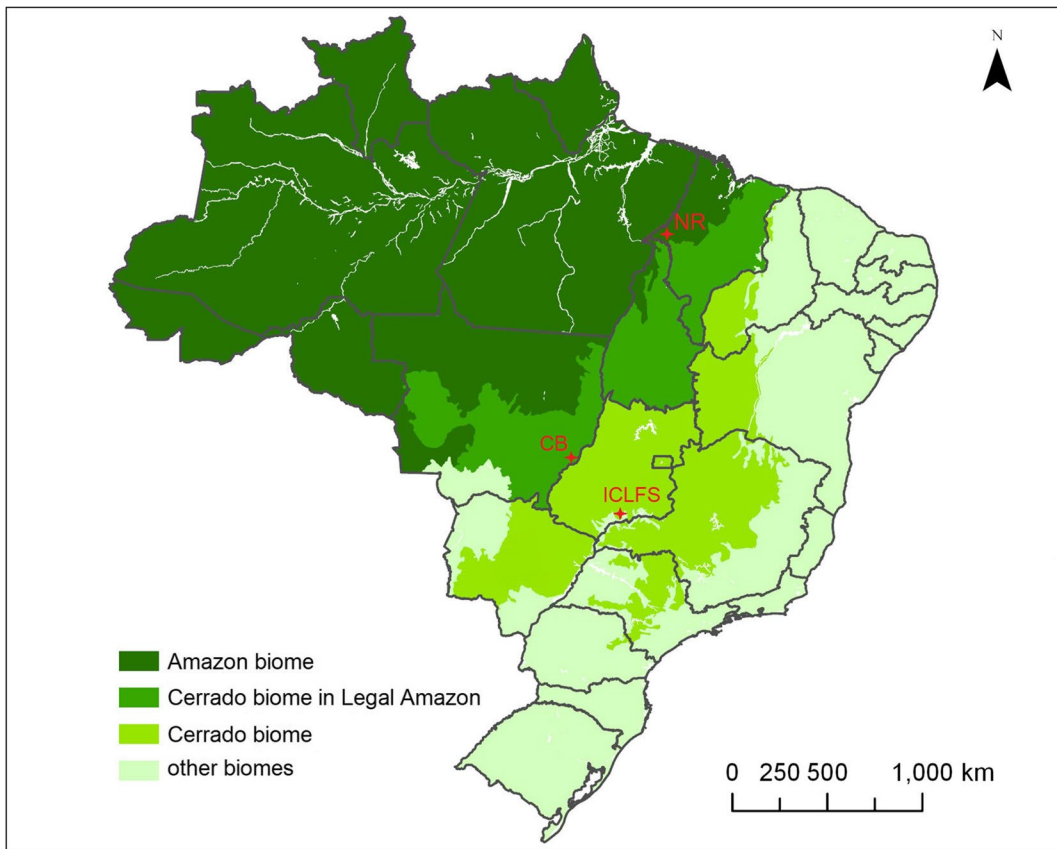 N
NR
CB
ICLFS
Amazon biome
Cerrado biome in Legal Amazon
Cerrado biome
other biomes
0 250 500 1,000 km